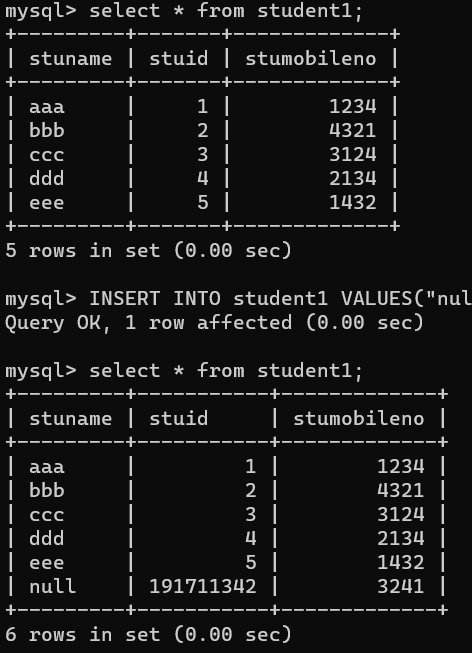 mysql> select * from student1;
+---------+-------+-------------+
| stuname | stuid | stumobileno |
+---------+-------+-------------+
| aaa     |     1 |        1234 |
| bbb     |     2 |        4321 |
| ccc     |     3 |        3124 |
| ddd     |     4 |        2134 |
| eee     |     5 |        1432 |
+---------+-------+-------------+
5 rows in set (0.00 sec)
mysql> INSERT INTO student1 VALUES("nul
Query OK, 1 row affected (0.00 sec)
mysql> select * from student1;
+---------+-----------+-------------+
| stuname | stuid     | stumobileno |
+---------+-----------+-------------+
| aaa     |         1 |        1234 |
| bbb     |         2 |        4321 |
| ccc     |         3 |        3124 |
| ddd     |         4 |        2134 |
| eee     |         5 |        1432 |
| null    | 191711342 |        3241 |
+---------+-----------+-------------+
6 rows in set (0.00 sec)